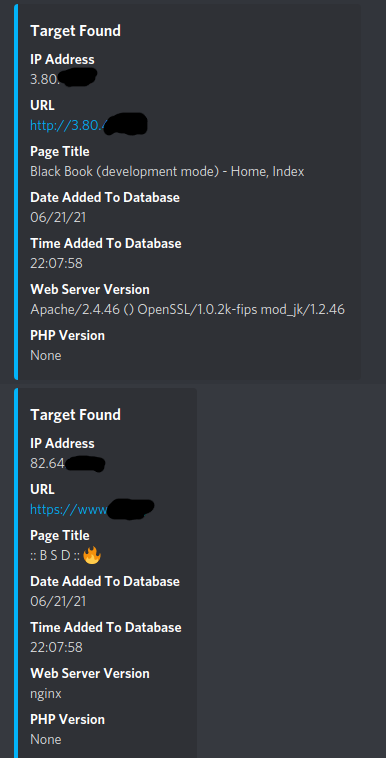 Target Found
IP Address
3.80.
URL
http://3.80.
Page Title
Black Book (development mode) - Home, Index
Date Added To Database
06/21/21
Time Added To Database
22:07:58
Web Server Version
Apache/2.4.46 () OpenSSL/1.0.2k-fips mod_jk/1.2.46
PHP Version
None
Target Found
IP Address
82.64
URL
https://www
Page Title
:: B S D :: 🔥
Date Added To Database
06/21/21
Time Added To Database
22:07:58
Web Server Version
nginx
PHP Version
None